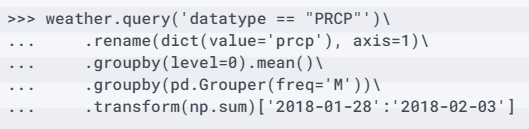 >>> weather.query('datatype == "PRCP"')\
...     .rename(dict(value='prcp'), axis=1)\
...     .groupby(level=0).mean()\
...     .groupby(pd.Grouper(freq='M'))\
...     .transform(np.sum)['2018-01-28':'2018-02-03']